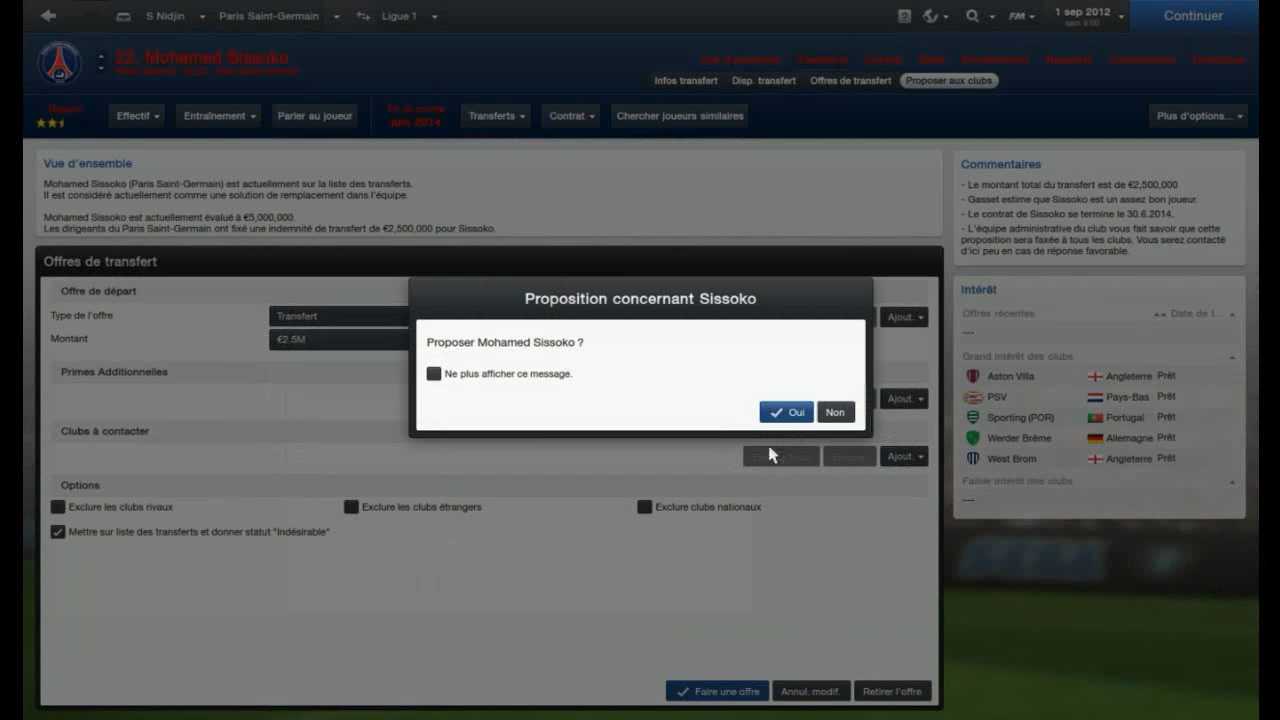 S Nidjin
Paris Saint-Germain
Ligue 1
FM
1 sep 2012
sam 9:00
Continuer
22. Mohamed Sissoko
Infos transfert
Disp. transfert
Offres de transfert
Proposer aux clubs
Effectif
Entraînement
Parler au joueur
juin 2014
Transferts
Contrat
Chercher joueurs similaires
Plus d'options...
Vue d'ensemble
Mohamed Sissoko (Paris Saint-Germain) est actuellement sur la liste des transferts.
Il est considéré actuellement comme une solution de remplacement dans l'équipe.
Mohamed Sissoko est actuellement évalué à €5,000,000.
Les dirigeants du Paris Saint-Germain ont fixé une indemnité de transfert de €2,500,000 pour Sissoko.
Commentaires
- Le montant total du transfert est de €2,500,000
- Gasset estime que Sissoko est un assez bon joueur.
- Le contrat de Sissoko se termine le 30.6.2014.
- L'équipe administrative du club vous fait savoir que cette
proposition sera faxée à tous les clubs. Vous serez contacté
d'ici peu en cas de réponse favorable.
Offres de transfert
Offre de départ
Type de l'offre
Transfert
Ajout.
Montant
€2.5M
Primes Additionnelles
Ajout.
Clubs à contacter
Ajout.
Proposition concernant Sissoko
Proposer Mohamed Sissoko ?
Ne plus afficher ce message.
Oui
Non
Intérêt
Offres récentes
Date de l...
---
Grand intérêt des clubs
Aston Villa
Angleterre
Prêt
PSV
Pays-Bas
Prêt
Sporting (POR)
Portugal
Prêt
Werder Brême
Allemagne
Prêt
West Brom
Angleterre
Prêt
Faible intérêt des clubs
---
Options
Exclure les clubs rivaux
Exclure les clubs étrangers
Exclure clubs nationaux
Mettre sur liste des transferts et donner statut "Indésirable"
Faire une offre
Annul. modif.
Retirer l'offre